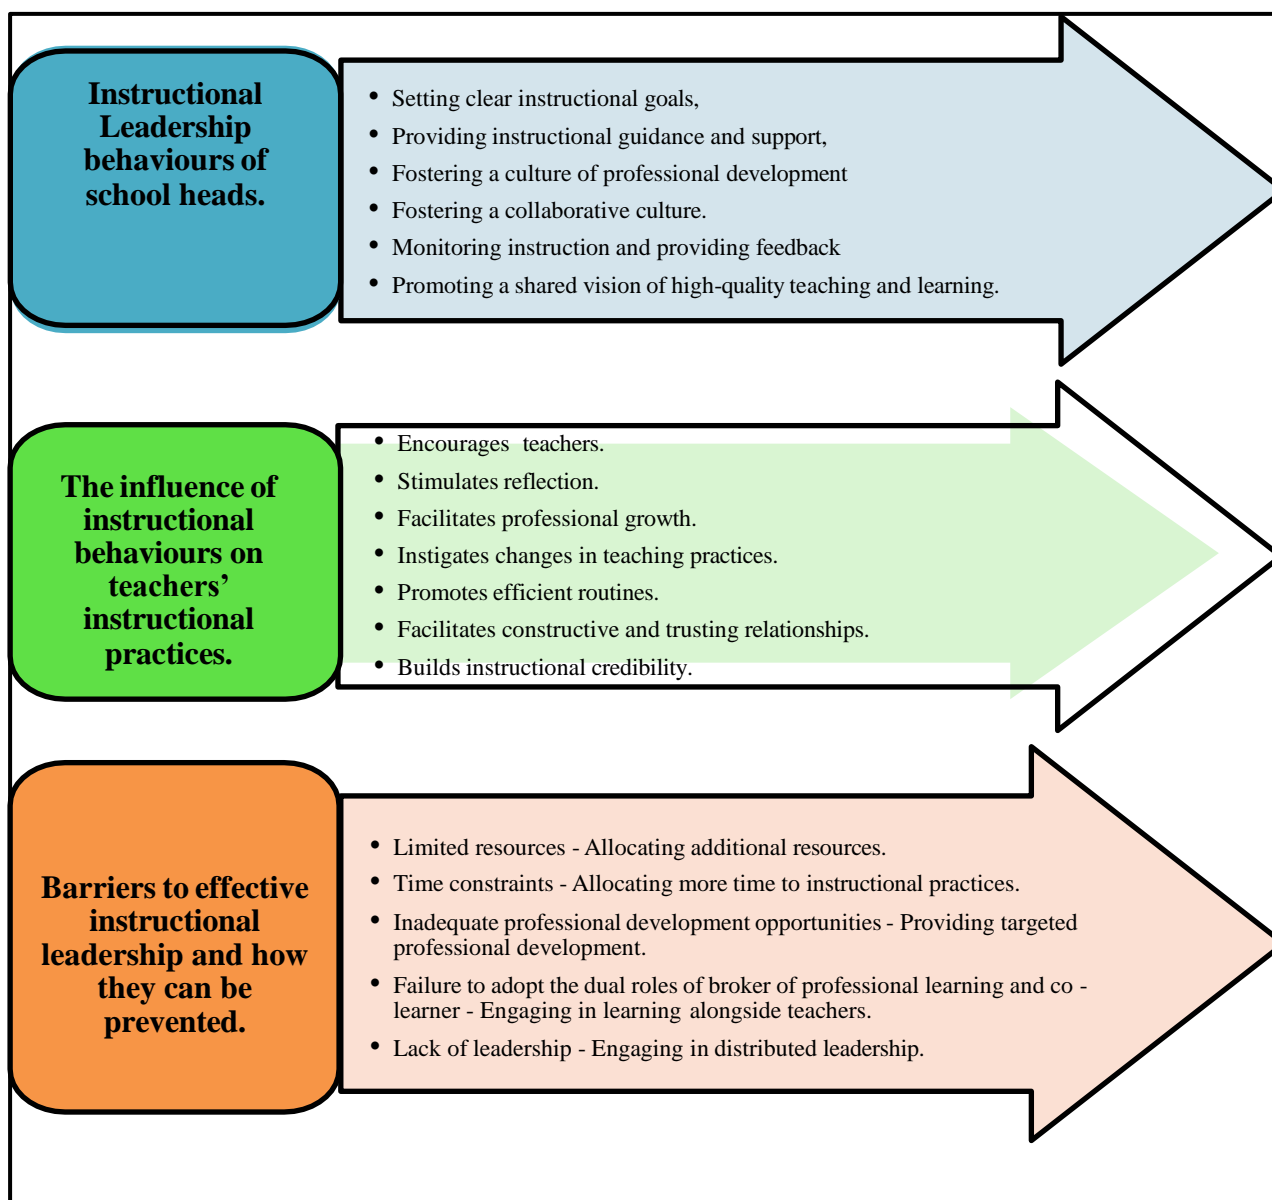 Instructional
Leadership
behaviours of
school heads.
• Setting clear instructional goals,
• Providing instructional guidance and support,
• Fostering a culture of professional development
• Fostering a collaborative culture.
• Monitoring instruction and providing feedback
• Promoting a shared vision of high-quality teaching and learning.
The influence of
instructional
behaviours on
teachers’
instructional
practices.
• Encourages teachers.
• Stimulates reflection.
• Facilitates professional growth.
• Instigates changes in teaching practices.
• Promotes efficient routines.
• Facilitates constructive and trusting relationships.
• Builds instructional credibility.
Barriers to effective
instructional
leadership and how
they can be
prevented.
• Limited resources - Allocating additional resources.
• Time constraints - Allocating more time to instructional practices.
• Inadequate professional development opportunities - Providing targeted
professional development.
• Failure to adopt the dual roles of broker of professional learning and co -
learner - Engaging in learning alongside teachers.
• Lack of leadership - Engaging in distributed leadership.